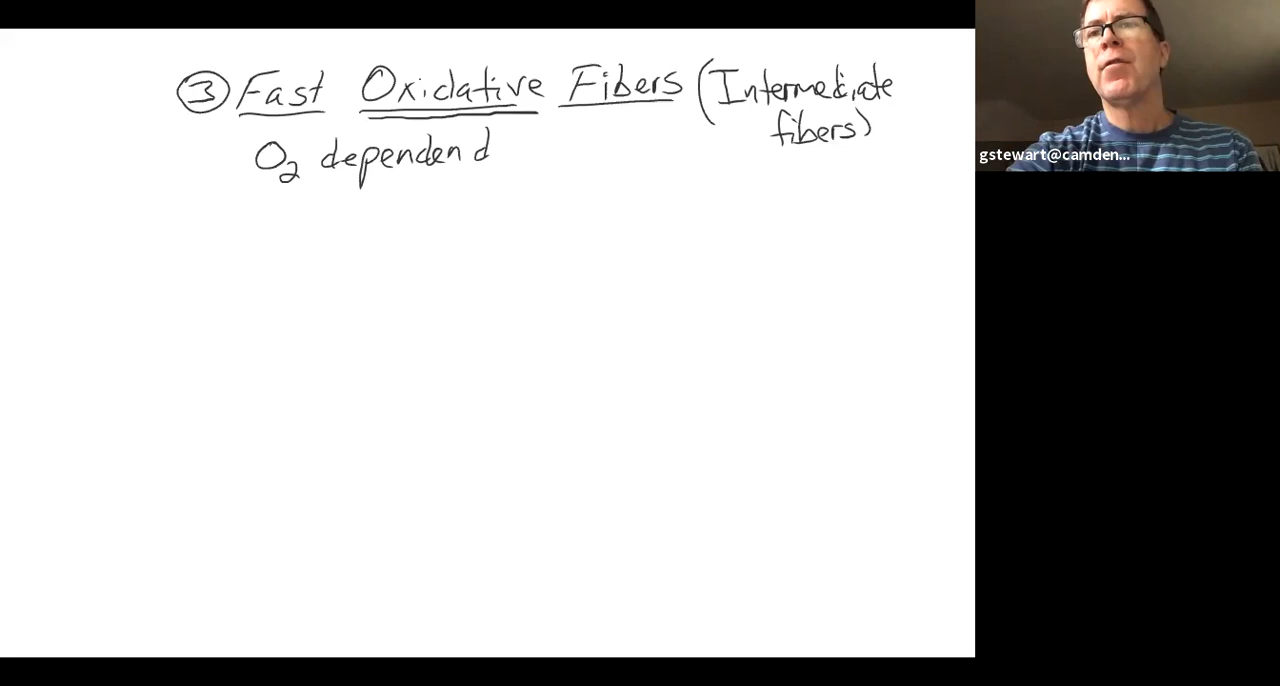 ③ Fast Oxidative Fibers (Intermediate
fibers)
O₂ dependend
gstewart@camden...